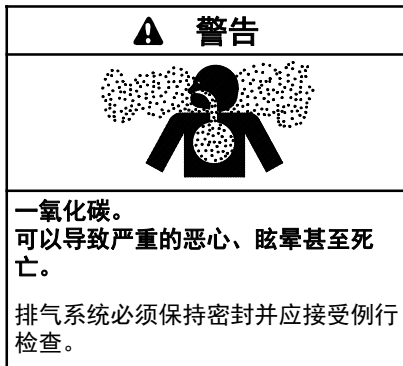 警告
一氧化碳。
可以导致严重的恶心、眩晕甚至死
亡。
排气系统必须保持密封并应接受例行
检查。